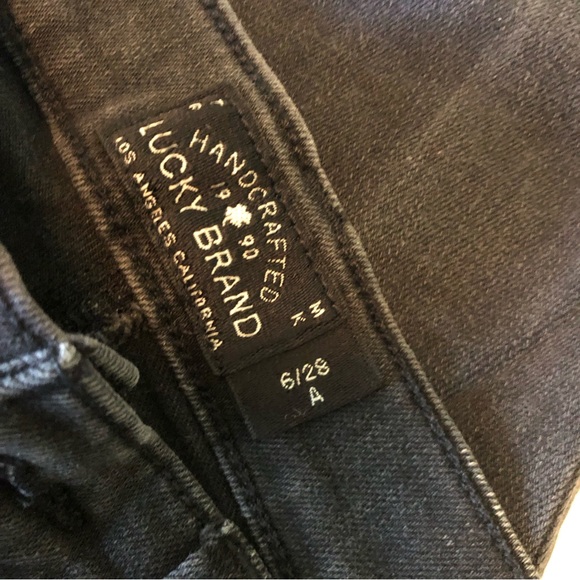 HANDCRAFTED
19 90
LUCKY BRAND
LOS ANGELES CALIFORNIA
M
K
6/28
A